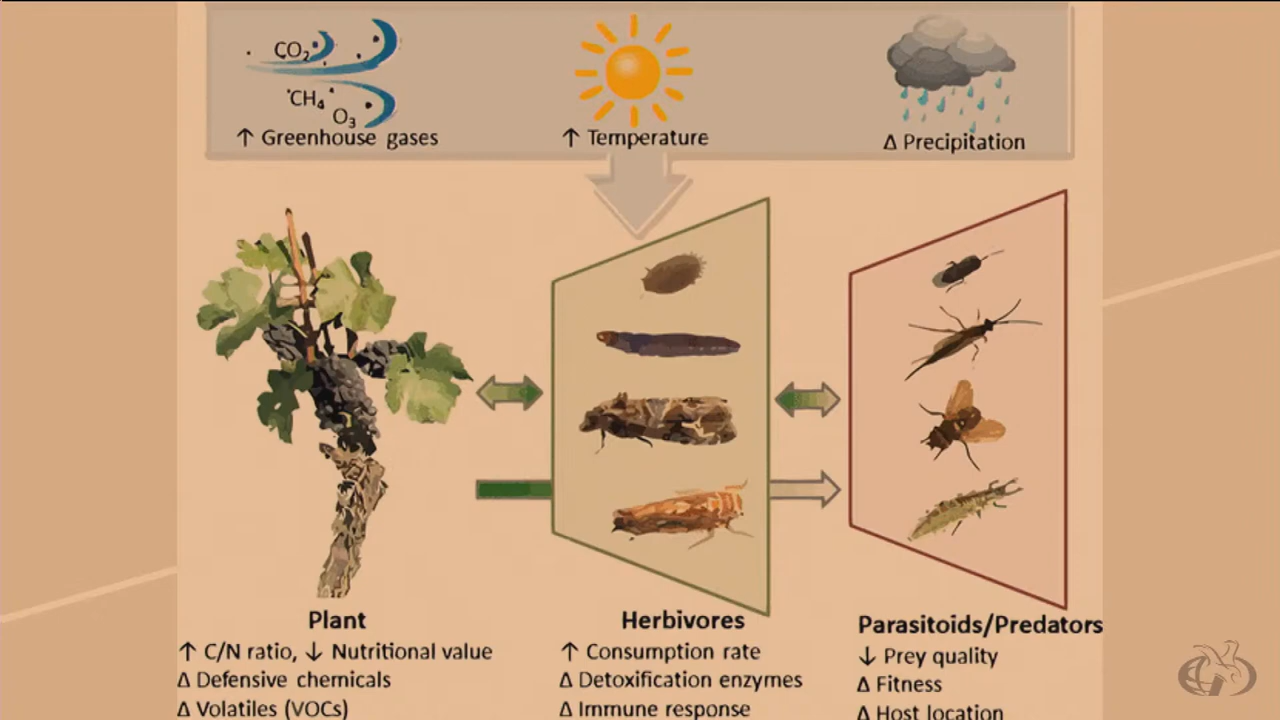 CO₂
CH₄
O₃
↑ Greenhouse gases
↑ Temperature
Δ Precipitation
Plant
↑ C/N ratio, ↓ Nutritional value
Δ Defensive chemicals
Δ Volatiles (VOCs)
Herbivores
↑ Consumption rate
Δ Detoxification enzymes
Δ Immune response
Parasitoids/Predators
↓ Prey quality
Δ Fitness
Δ Host location